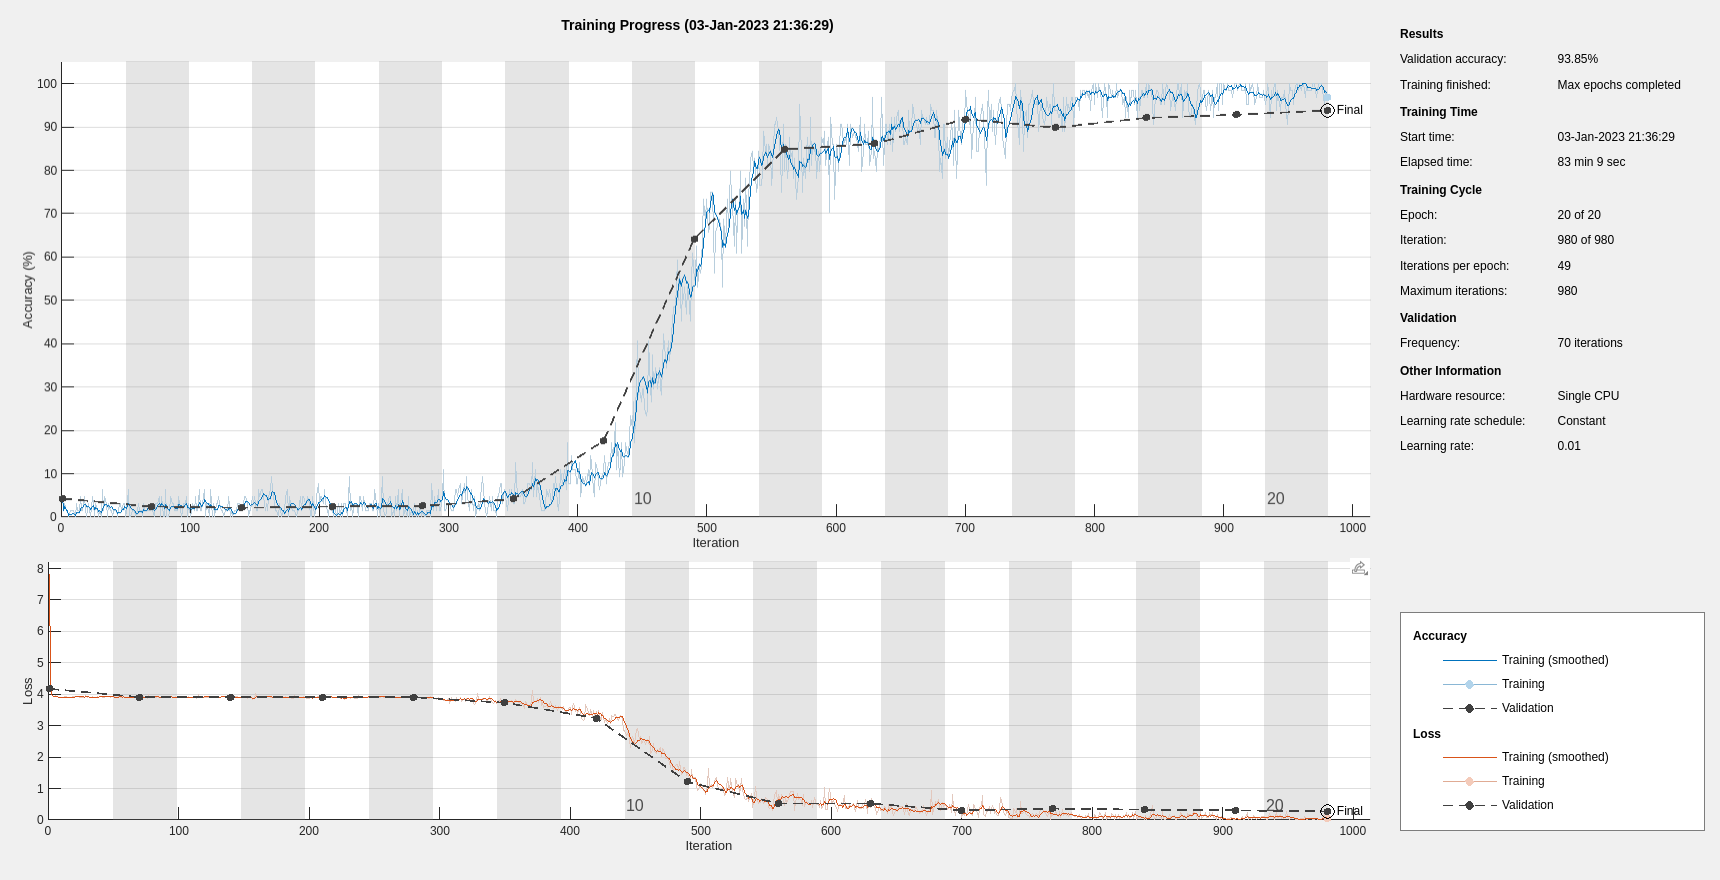 Training Progress (03-Jan-2023 21:36:29)
100
90
80
70
60
50
40
30
20
10
0
Accuracy (%)
10
20
Final
0 100 200 300 400 500 600 700 800 900 1000
Iteration
8
7
6
5
4
3
2
1
0
Loss
10
20
Final
0 100 200 300 400 500 600 700 800 900 1000
Iteration
Results
Validation accuracy: 93.85%
Training finished: Max epochs completed
Training Time
Start time: 03-Jan-2023 21:36:29
Elapsed time: 83 min 9 sec
Training Cycle
Epoch: 20 of 20
Iteration: 980 of 980
Iterations per epoch: 49
Maximum iterations: 980
Validation
Frequency: 70 iterations
Other Information
Hardware resource: Single CPU
Learning rate schedule: Constant
Learning rate: 0.01
Accuracy
Training (smoothed)
Training
Validation
Loss
Training (smoothed)
Training
Validation